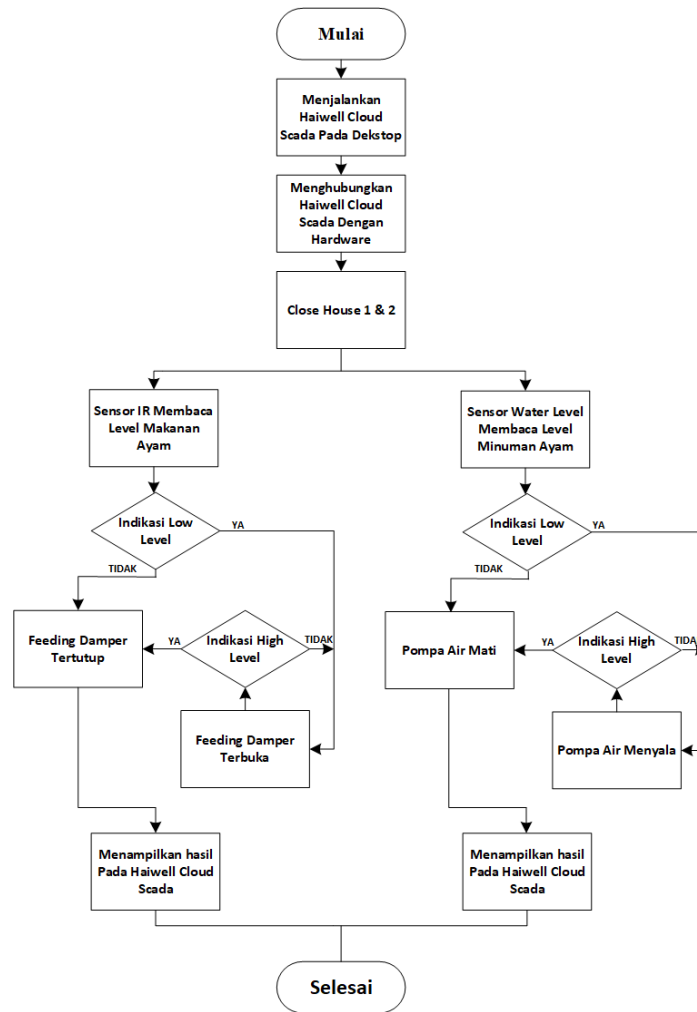 Mulai
Menjalankan
Haiwell Cloud
Scada Pada Dekstop
Menghubungkan
Haiwell Cloud
Scada Dengan
Hardware
Close House 1 & 2
Sensor IR Membaca
Level Makanan
Ayam
Sensor Water Level
Membaca Level
Minuman Ayam
Indikasi Low
Level
YA
TIDAK
Indikasi Low
Level
YA
TIDAK
Feeding Damper
Tertutup
YA
Indikasi High
Level
TIDAK
Pompa Air Mati
YA
Indikasi High
Level
TIDA
Feeding Damper
Terbuka
Pompa Air Menyala
Menampilkan hasil
Pada Haiwell Cloud
Scada
Menampilkan hasil
Pada Haiwell Cloud
Scada
Selesai